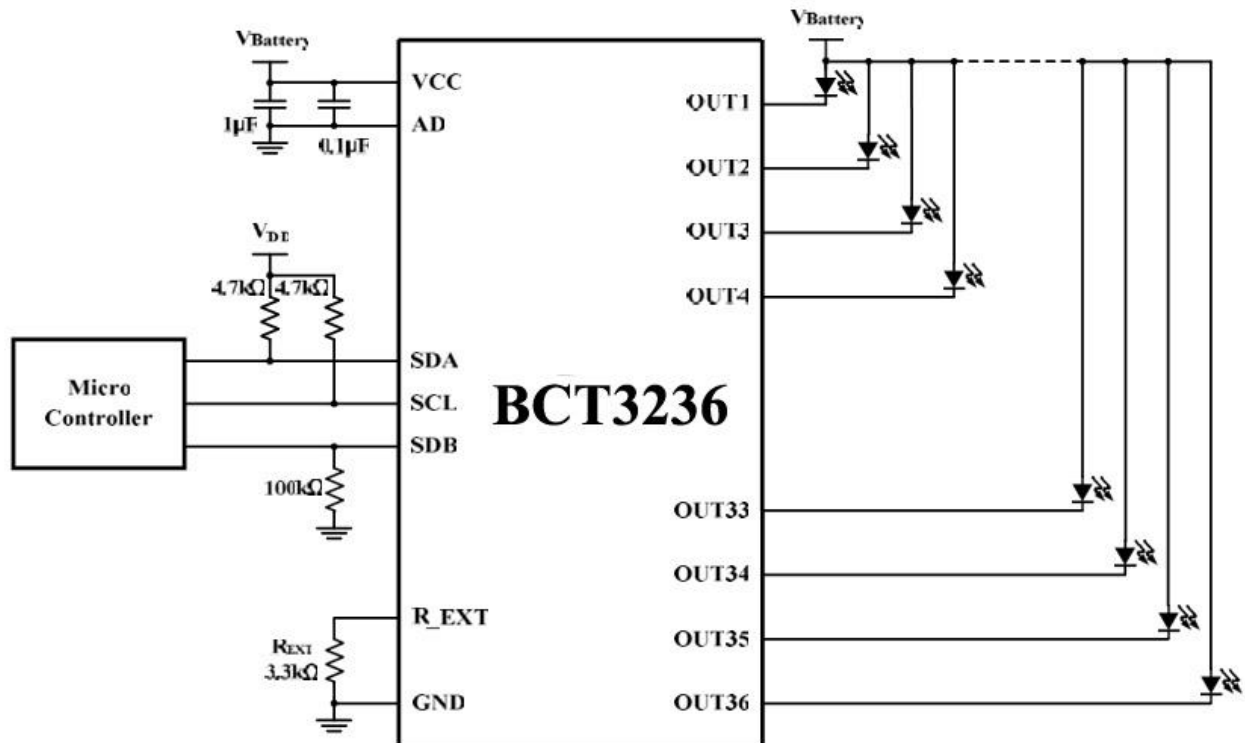 VBattery
VCC
1µF
0.1µF
AD
VDD
4.7kΩ 4.7kΩ
Micro
Controller
SDA
SCL
SDB
100kΩ
R_EXT
REXT
3.3kΩ
GND
BCT3236
VBattery
OUT1
OUT2
OUT3
OUT4
OUT33
OUT34
OUT35
OUT36